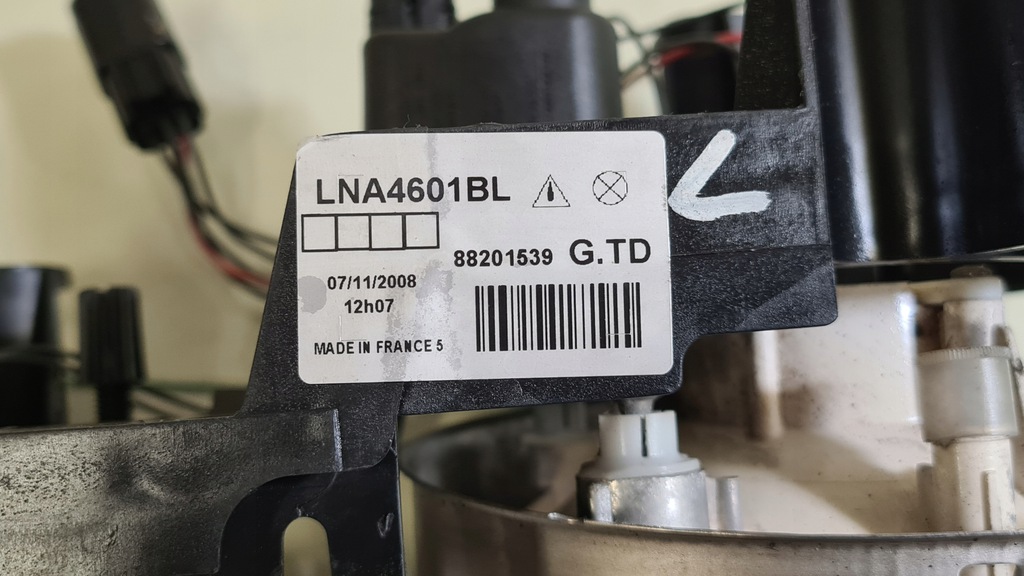 LNA4601BL
88201539 G.TD
07/11/2008
12h07
MADE IN FRANCE 5